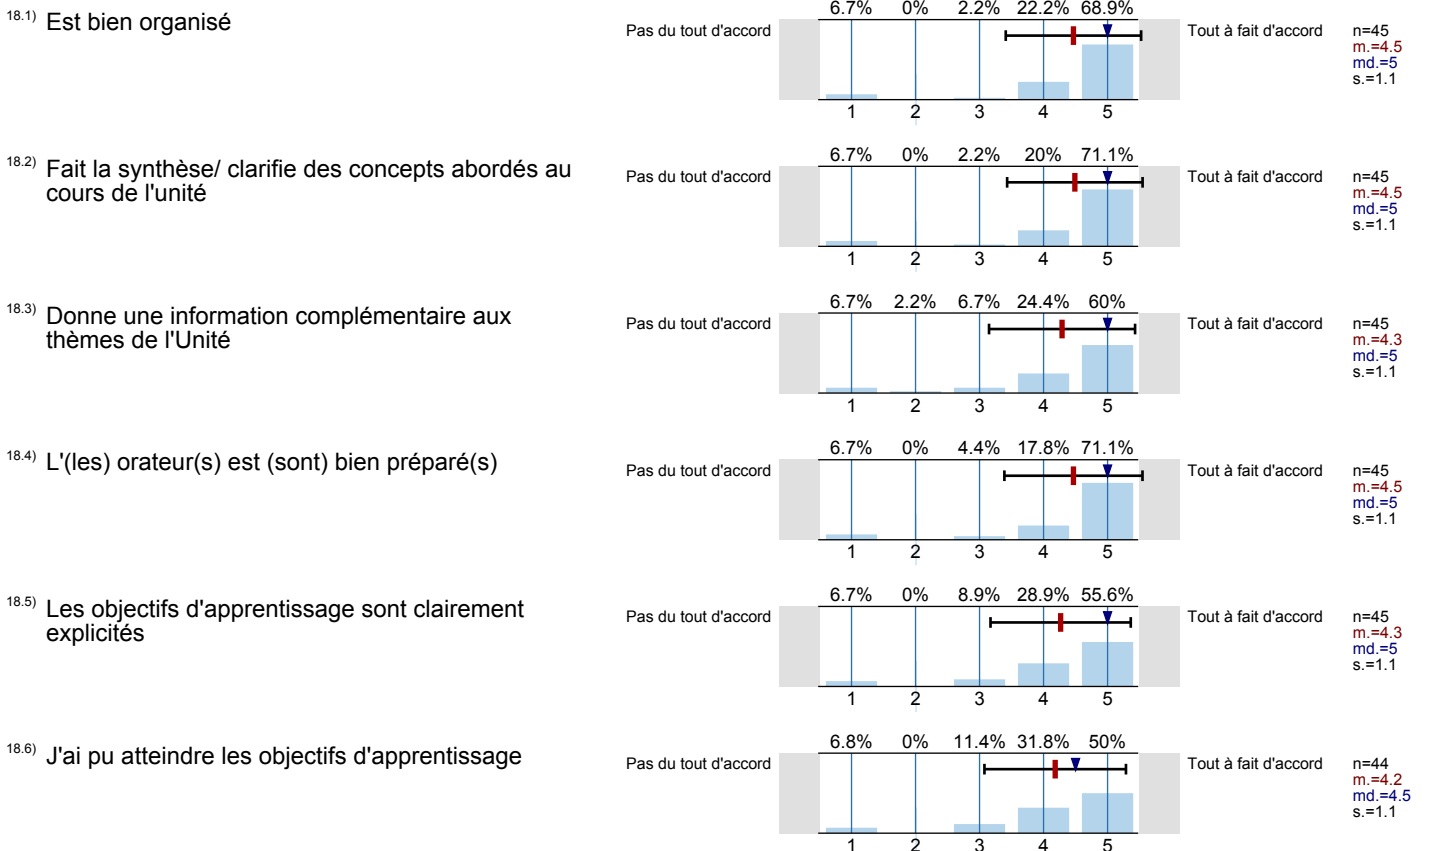 6.7% 0% 2.2% 22.2% 68.9%
18.1) Est bien organisé
Pas du tout d'accord
Tout à fait d'accord
n=45
m.=4.5
md.=5
s.=1.1
1 2 3 4 5
18.2) Fait la synthèse/ clarifie des concepts abordés au
cours de l'unité
6.7% 0% 2.2% 20% 71.1%
Pas du tout d'accord
Tout à fait d'accord
n=45
m.=4.5
md.=5
s.=1.1
1 2 3 4 5
18.3) Donne une information complémentaire aux
thèmes de l'Unité
6.7% 2.2% 6.7% 24.4% 60%
Pas du tout d'accord
Tout à fait d'accord
n=45
m.=4.3
md.=5
s.=1.1
1 2 3 4 5
18.4) L'(les) orateur(s) est (sont) bien préparé(s)
6.7% 0% 4.4% 17.8% 71.1%
Pas du tout d'accord
Tout à fait d'accord
n=45
m.=4.5
md.=5
s.=1.1
1 2 3 4 5
18.5) Les objectifs d'apprentissage sont clairement
explicités
6.7% 0% 8.9% 28.9% 55.6%
Pas du tout d'accord
Tout à fait d'accord
n=45
m.=4.3
md.=5
s.=1.1
1 2 3 4 5
18.6) J'ai pu atteindre les objectifs d'apprentissage
6.8% 0% 11.4% 31.8% 50%
Pas du tout d'accord
Tout à fait d'accord
n=44
m.=4.2
md.=4.5
s.=1.1
1 2 3 4 5